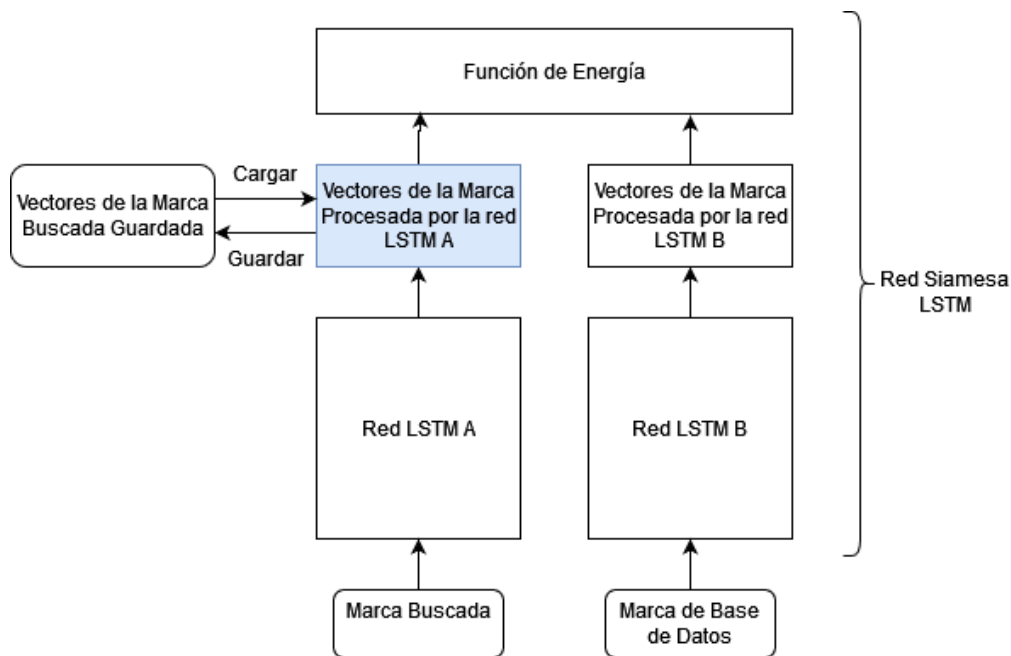 Función de Energía
Cargar
Vectores de la Marca
Buscada Guardada
Guardar
Vectores de la Marca
Procesada por la red
LSTM A
Vectores de la Marca
Procesada por la red
LSTM B
Red Siamesa
LSTM
Red LSTM A
Red LSTM B
Marca Buscada
Marca de Base
de Datos